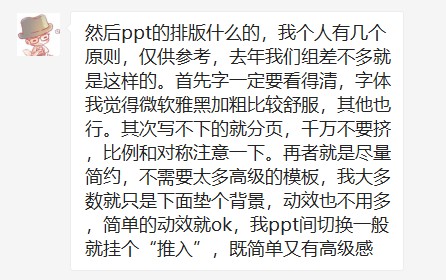 然后ppt的排版什么的，我个人有几个
原则，仅供参考，去年我们组差不多就
是这样的。首先字一定要看得清，字体
我觉得微软雅黑加粗比较舒服，其他也
行。其次写不下的就分页，千万不要挤
，比例和对称注意一下。再者就是尽量
简约，不需要太多高级的模板，我大多
数就只是下面垫个背景，动效也不用多
，简单的动效就ok，我ppt间切换一般
就挂个“推入”，既简单又有高级感